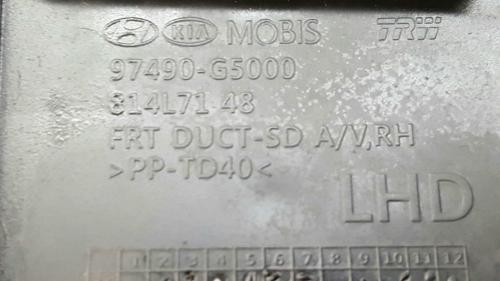 KIA MOBIS TRW
97490-G5000
814L71 48
FRT DUCT-SD A/V,RH
>PP-TD40<
LHD
1 2 3 4 5 6 7 8 9 10 11 12